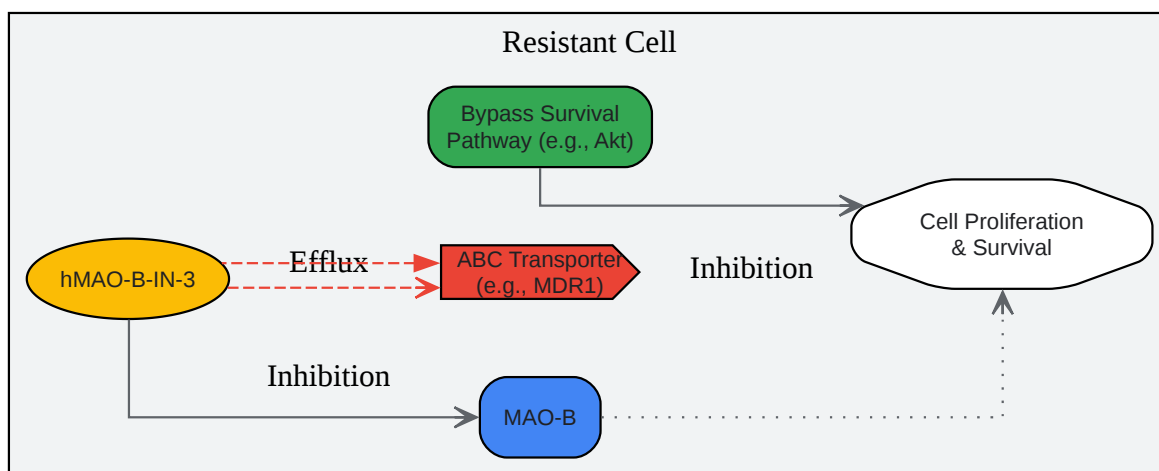 Resistant Cell
Bypass Survival
Pathway (e.g., Akt)
Cell Proliferation
& Survival
hMAO-B-IN-3
Efflux
ABC Transporter
(e.g., MDR1)
Inhibition
Inhibition
MAO-B